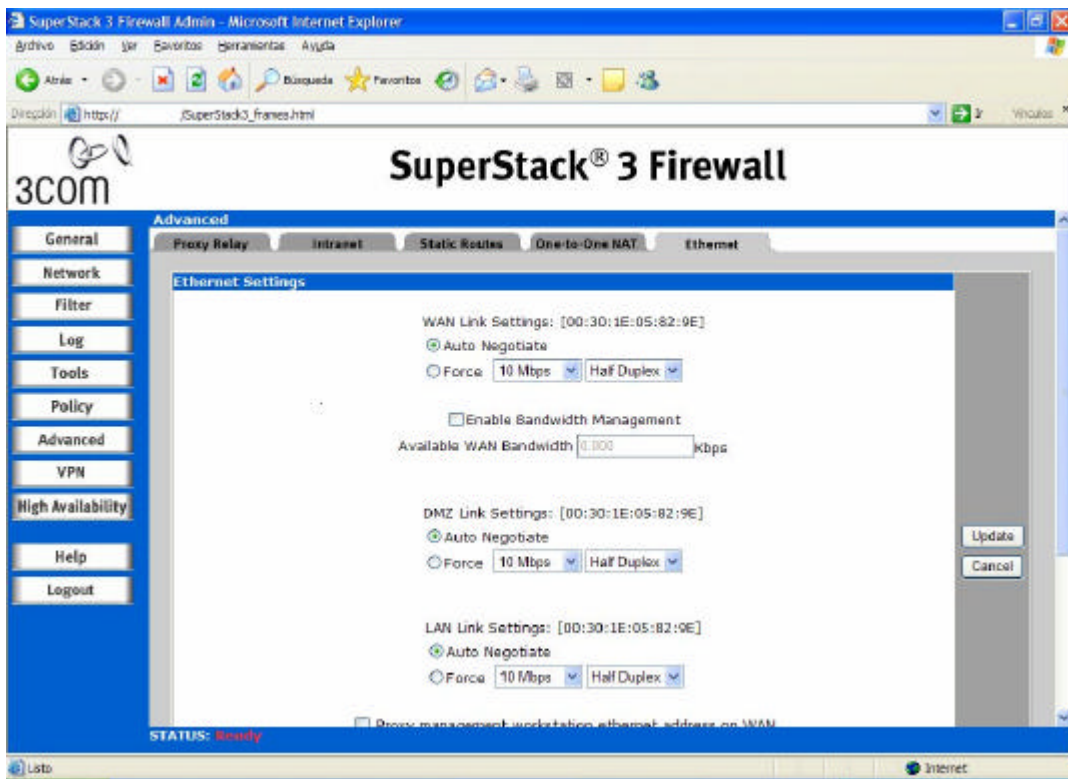 SuperStack 3 Firewall Admin - Microsoft Internet Explorer
Archivo Edición Ver Favoritos Herramientas Ayuda
Atrás Búsqueda Favoritos
Dirección https:// /SuperStack3_frames.html Ir Vínculos »
3COM
SuperStack® 3 Firewall
Advanced
Proxy Relay Intranet Static Routes One-to-One NAT Ethernet
General
Network
Filter
Log
Tools
Policy
Advanced
VPN
High Availability
Help
Logout
Ethernet Settings
WAN Link Settings: [00:30:1E:05:82:9E]
Auto Negotiate
Force 10 Mbps Half Duplex
Enable Bandwidth Management
Available WAN Bandwidth 0.000 Kbps
DMZ Link Settings: [00:30:1E:05:82:9E]
Auto Negotiate
Force 10 Mbps Half Duplex
LAN Link Settings: [00:30:1E:05:82:9E]
Auto Negotiate
Force 10 Mbps Half Duplex
Proxy management workstation ethernet address on WAN
Update
Cancel
STATUS: Ready
Listo
Internet